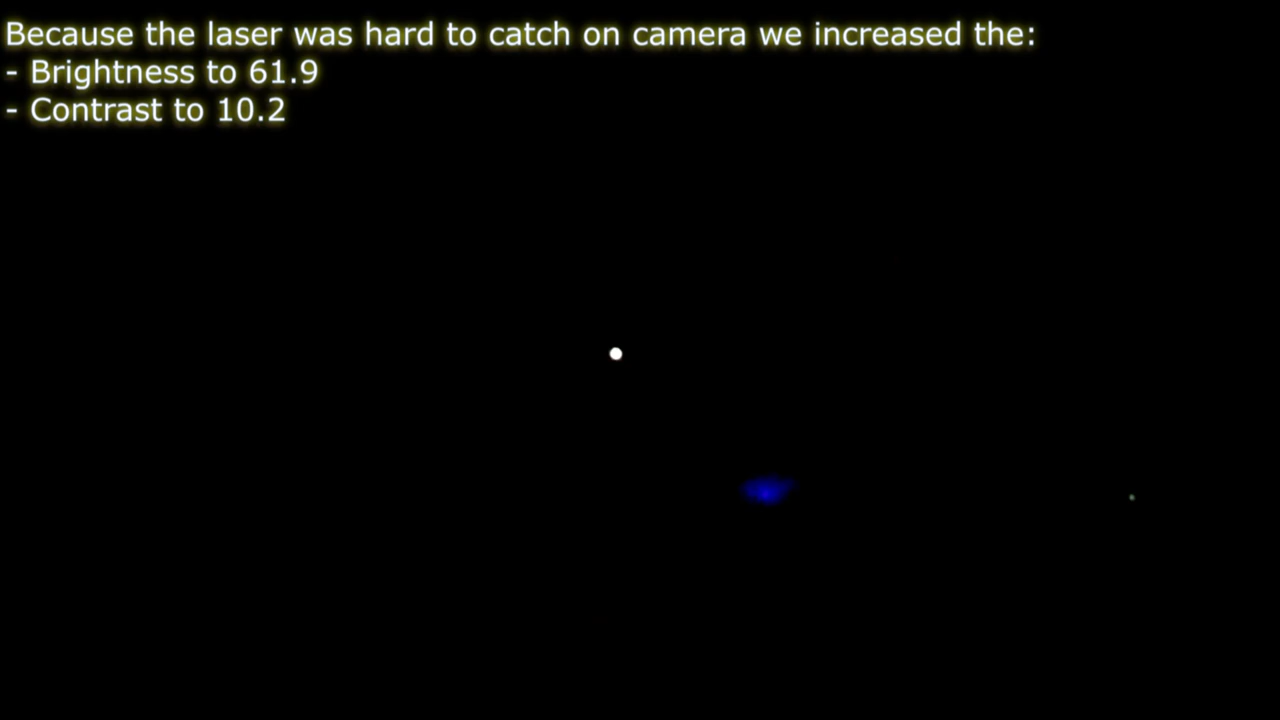 Because the laser was hard to catch on camera we increased the:
- Brightness to 61.9
- Contrast to 10.2